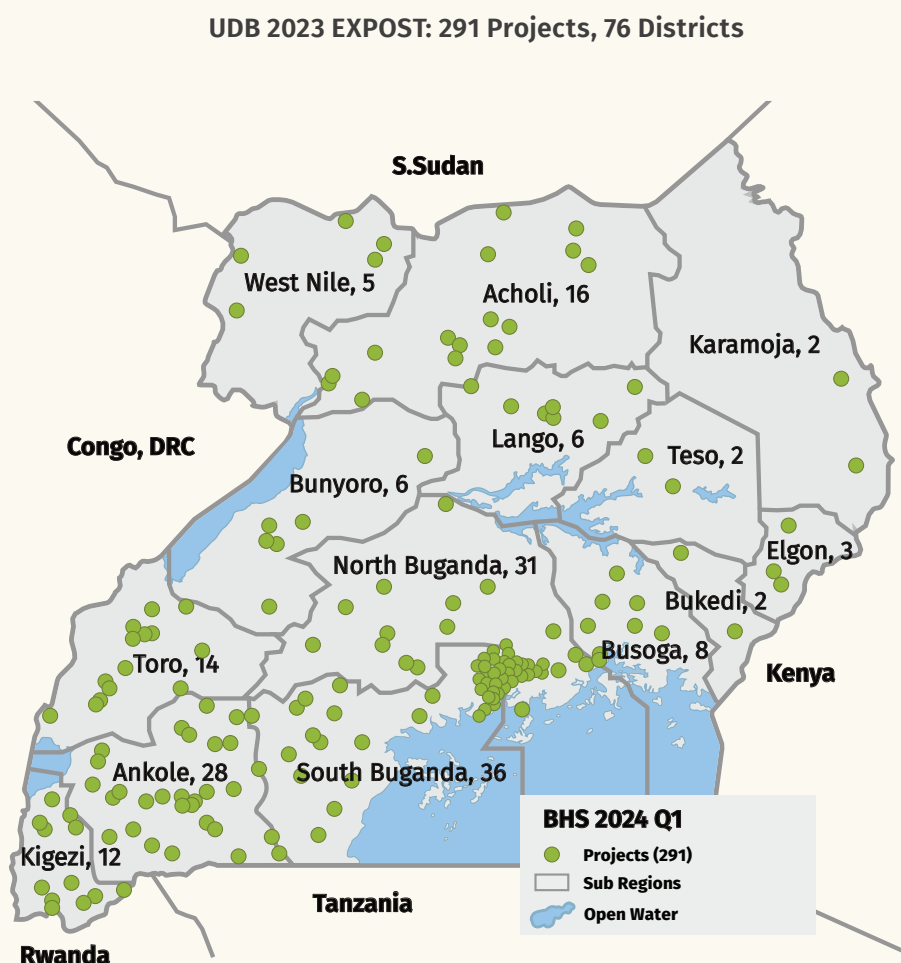 UDB 2023 EXPOST: 291 Projects, 76 Districts
S.Sudan
West Nile, 5
Acholi, 16
Karamoja, 2
Congo, DRC
Lango, 6
Teso, 2
Bunyoro, 6
North Buganda, 31
Elgon, 3
Bukedi, 2
Busoga, 8
Toro, 14
Kenya
Ankole, 28
South Buganda, 36
Kigezi, 12
BHS 2024 Q1
Projects (291)
Sub Regions
Open Water
Tanzania
Rwanda